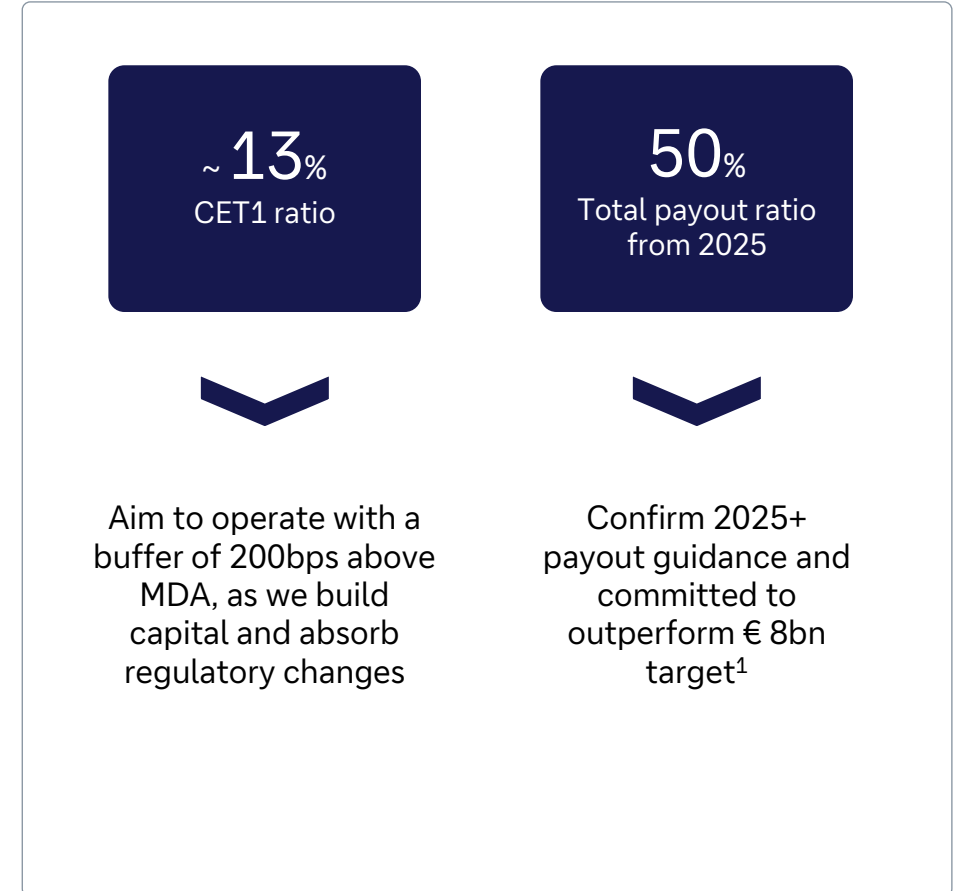 ~ 13%
CET1 ratio
Aim to operate with a
buffer of 200bps above
MDA, as we build
capital and absorb
regulatory changes
50%
Total payout ratio
from 2025
Confirm 2025+
payout guidance and
committed to
outperform € 8bn
target¹